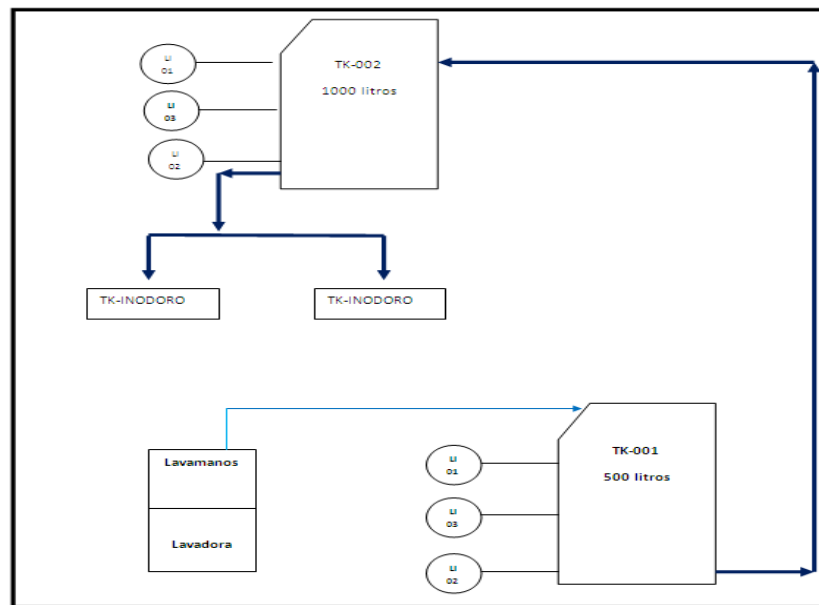 LI
01
TK-002
1000 litros
LI
03
LI
02
TK-INODORO
TK-INODORO
Lavamanos
Lavadora
TK-001
500 litros
LI
01
LI
03
LI
02